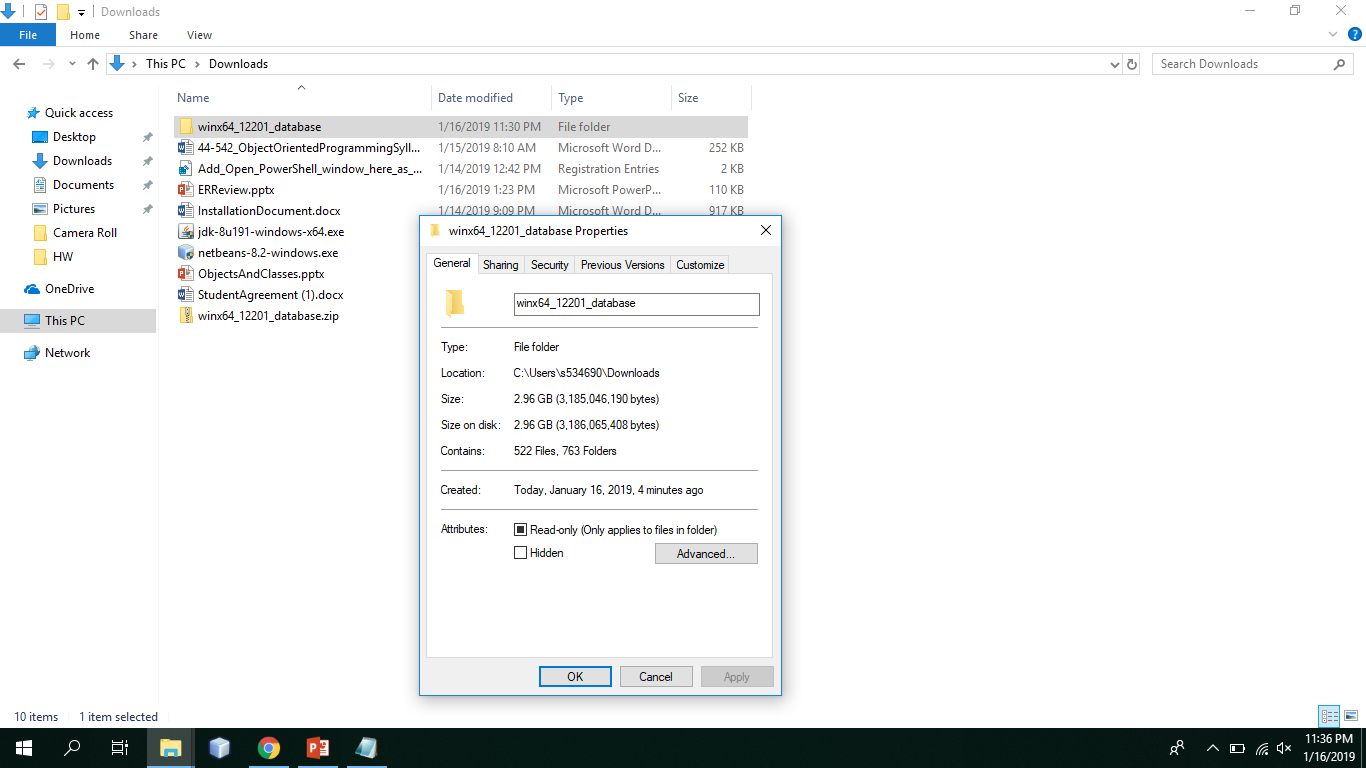 Downloads
File Home Share View
This PC > Downloads
Search Downloads
Name Date modified Type Size
Quick access
Desktop
Downloads
Documents
Pictures
Camera Roll
HW
OneDrive
This PC
Network
winx64_12201_database 1/16/2019 11:30 PM File folder
44-542_ObjectOrientedProgrammingSyll... 1/15/2019 8:10 AM Microsoft Word D... 252 KB
Add_Open_PowerShell_window_here_as_... 1/14/2019 12:42 PM Registration Entries 2 KB
ERReview.pptx 1/16/2019 1:23 PM Microsoft PowerP... 110 KB
InstallationDocument.docx 1/14/2019 9:09 PM Microsoft Word D... 917 KB
jdk-8u191-windows-x64.exe
netbeans-8.2-windows.exe
ObjectsAndClasses.pptx
StudentAgreement (1).docx
winx64_12201_database.zip
winx64_12201_database Properties
General Sharing Security Previous Versions Customize
winx64_12201_database
Type: File folder
Location: C:\Users\s534690\Downloads
Size: 2.96 GB (3,185,046,190 bytes)
Size on disk: 2.96 GB (3,186,065,408 bytes)
Contains: 522 Files, 763 Folders
Created: Today, January 16, 2019, 4 minutes ago
Attributes: Read-only (Only applies to files in folder)
Hidden Advanced...
OK Cancel Apply
10 items 1 item selected
11:36 PM
1/16/2019